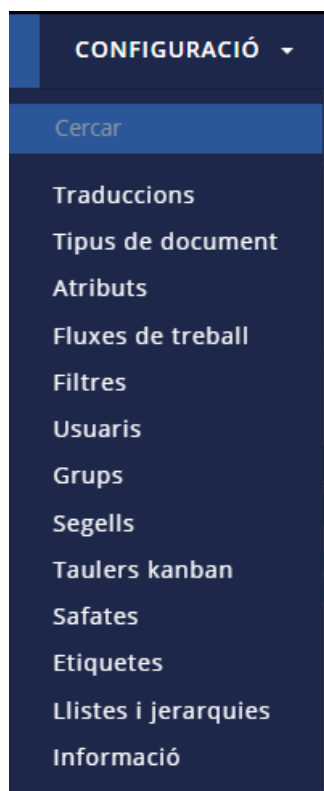 CONFIGURACIÓ
Cercar
Traduccions
Tipus de document
Atributs
Fluxes de treball
Filtres
Usuaris
Grups
Segells
Taulers kanban
Safates
Etiquetes
Llistes i jerarquies
Informació